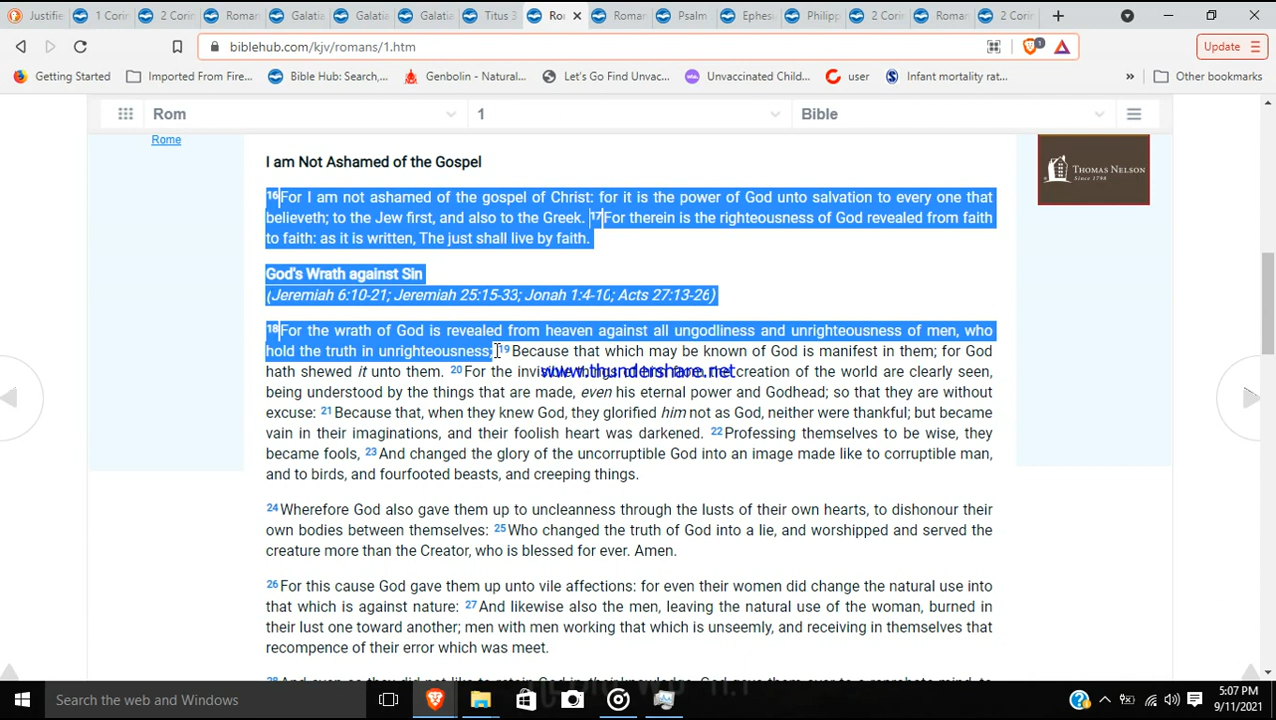 Justifie
1 Corin
2 Corin
Roman
Galatia
Galatia
Galatia
Titus 3
Ro
Roman
Psalm
Ephes
Philipp
2 Corin
Roman
2 Corin
biblehub.com/kjv/romans/1.htm
1
Update
Getting Started
Imported From Fire...
Bible Hub: Search,...
Genbolin - Natural...
Let's Go Find Unvac...
Unvaccinated Child...
user
Infant mortality rat...
»
Other bookmarks
Rom
1
Bible
Rome
THOMAS NELSON
Since 1798
I am Not Ashamed of the Gospel
16For I am not ashamed of the gospel of Christ: for it is the power of God unto salvation to every one that
believeth; to the Jew first, and also to the Greek. 17For therein is the righteousness of God revealed from faith
to faith: as it is written, The just shall live by faith.
God's Wrath against Sin
(Jeremiah 6:10-21; Jeremiah 25:15-33; Jonah 1:4-10; Acts 27:13-26)
18For the wrath of God is revealed from heaven against all ungodliness and unrighteousness of men, who
hold the truth in unrighteousness; 19Because that which may be known of God is manifest in them; for God
hath shewed it unto them. 20For the invisible things of him from the creation of the world are clearly seen,
www.thundershare.net
being understood by the things that are made, even his eternal power and Godhead; so that they are without
excuse: 21Because that, when they knew God, they glorified him not as God, neither were thankful; but became
vain in their imaginations, and their foolish heart was darkened. 22Professing themselves to be wise, they
became fools, 23And changed the glory of the uncorruptible God into an image made like to corruptible man,
and to birds, and fourfooted beasts, and creeping things.
24Wherefore God also gave them up to uncleanness through the lusts of their own hearts, to dishonour their
own bodies between themselves: 25Who changed the truth of God into a lie, and worshipped and served the
creature more than the Creator, who is blessed for ever. Amen.
26For this cause God gave them up unto vile affections: for even their women did change the natural use into
that which is against nature: 27And likewise also the men, leaving the natural use of the woman, burned in
their lust one toward another; men with men working that which is unseemly, and receiving in themselves that
recompence of their error which was meet.
Search the web and Windows
5:07 PM
9/11/2021